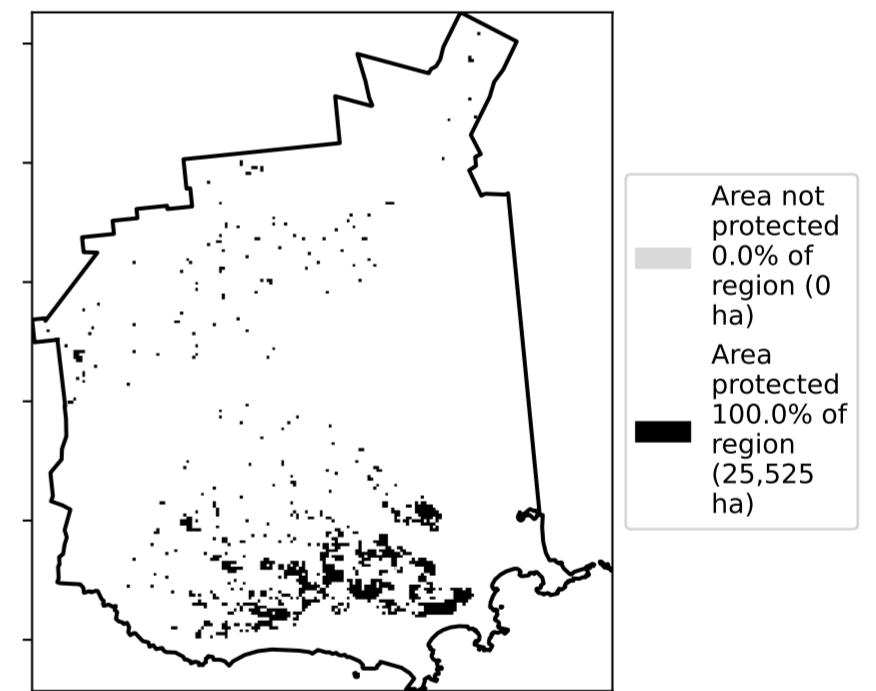 Area not
protected
0.0% of
region (0
ha)
Area
protected
100.0% of
region
(25,525
ha)